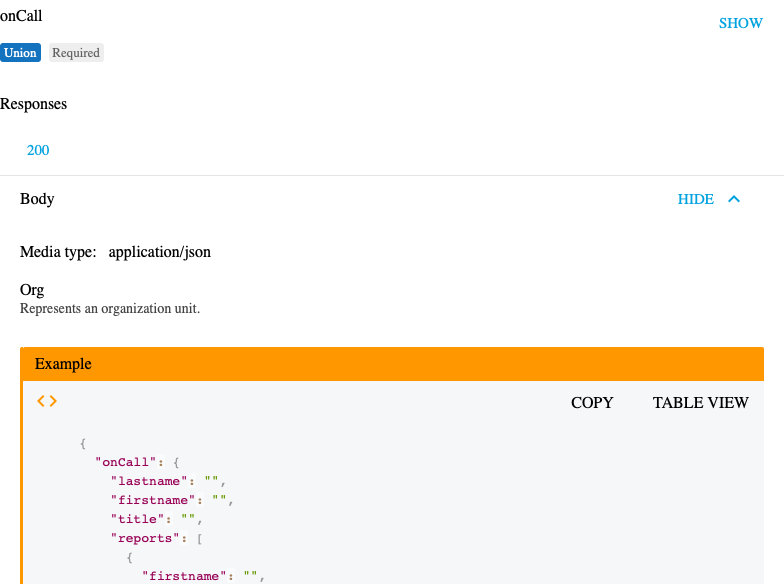 onCall
SHOW
Union Required
Responses
200
Body
HIDE
Media type: application/json
Org
Represents an organization unit.
Example
<> COPY TABLE VIEW
{
"onCall": {
"lastname": "",
"firstname": "",
"title": "",
"reports": [
{
"firstname": "",